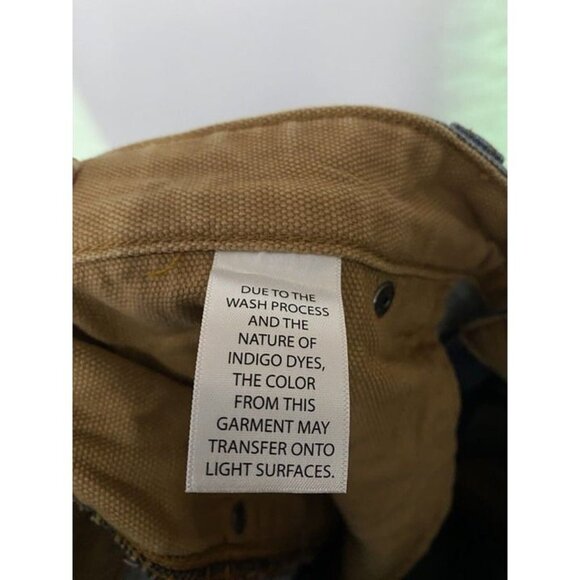 DUE TO THE
WASH PROCESS
AND THE
NATURE OF
INDIGO DYES,
THE COLOR
FROM THIS
GARMENT MAY
TRANSFER ONTO
LIGHT SURFACES.